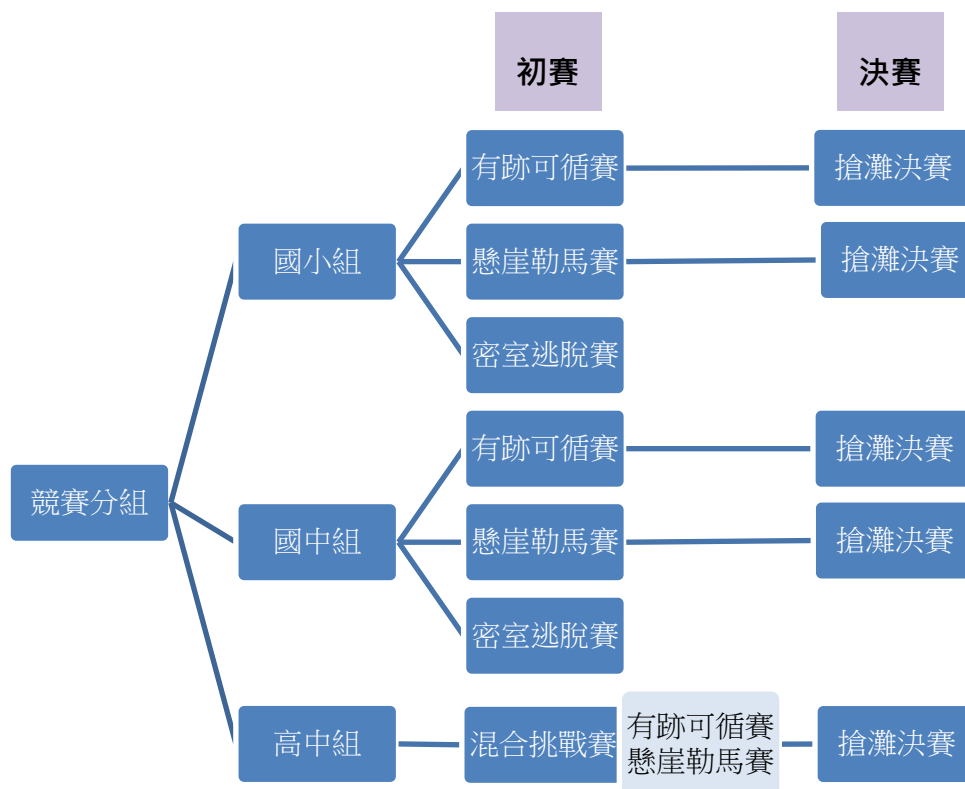 初賽
決賽
有跡可循賽
搶灘決賽
國小組
懸崖勒馬賽
搶灘決賽
密室逃脫賽
有跡可循賽
搶灘決賽
競賽分組
國中組
懸崖勒馬賽
搶灘決賽
密室逃脫賽
高中組
混合挑戰賽
有跡可循賽
懸崖勒馬賽
搶灘決賽